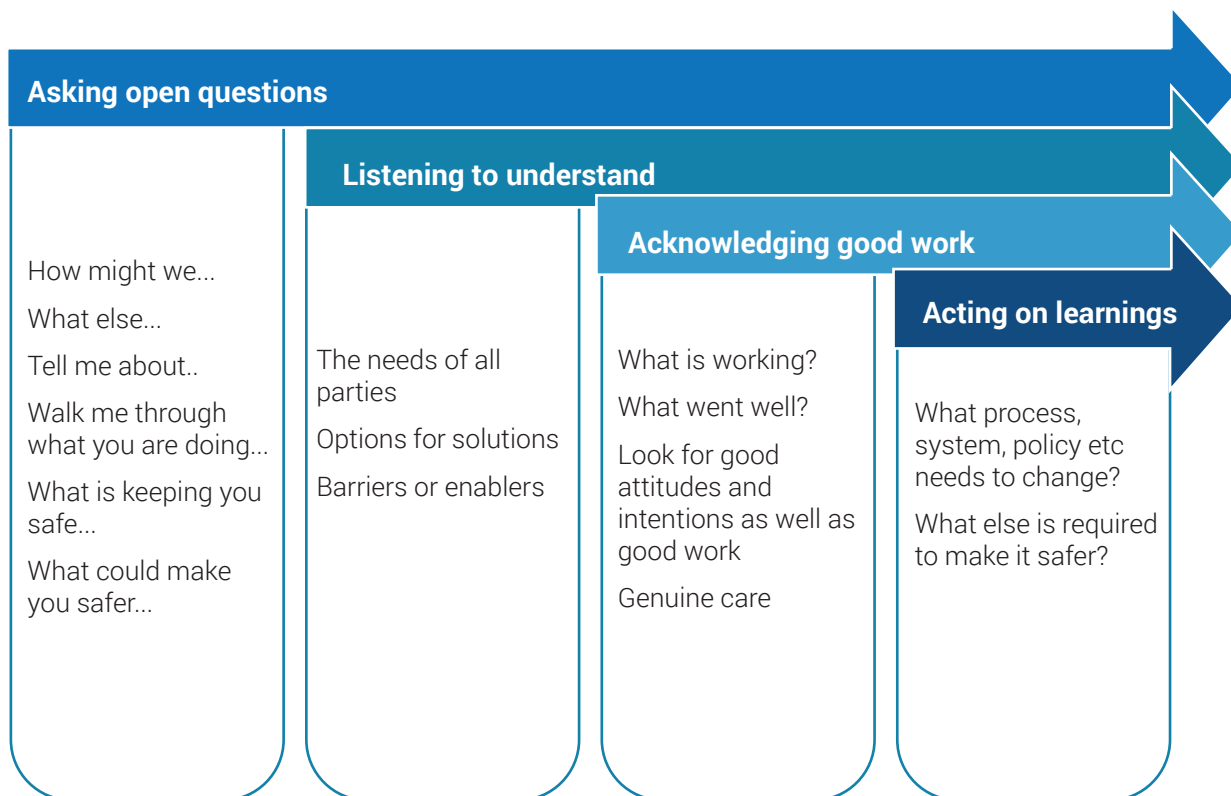 Asking open questions
How might we...
What else...
Tell me about..
Walk me through
what you are doing...
What is keeping you
safe...
What could make
you safer...
Listening to understand
The needs of all
parties
Options for solutions
Barriers or enablers
Acknowledging good work
What is working?
What went well?
Look for good
attitudes and
intentions as well as
good work
Genuine care
Acting on learnings
What process,
system, policy etc
needs to change?
What else is required
to make it safer?